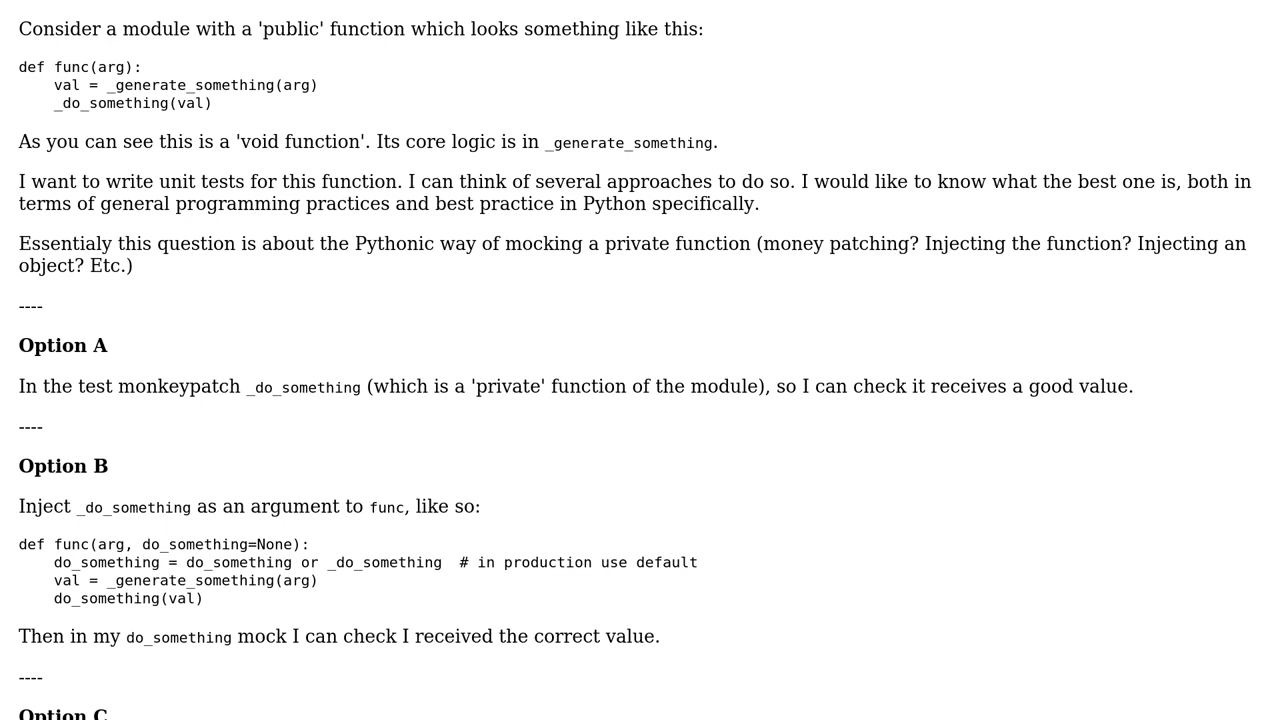 Consider a module with a 'public' function which looks something like this:
def func(arg):
    val = _generate_something(arg)
    _do_something(val)
As you can see this is a 'void function'. Its core logic is in _generate_something.
I want to write unit tests for this function. I can think of several approaches to do so. I would like to know what the best one is, both in
terms of general programming practices and best practice in Python specifically.
Essentialy this question is about the Pythonic way of mocking a private function (money patching? Injecting the function? Injecting an
object? Etc.)
----
Option A
In the test monkeypatch _do_something (which is a 'private' function of the module), so I can check it receives a good value.
----
Option B
Inject _do_something as an argument to func, like so:
def func(arg, do_something=None):
    do_something = do_something or _do_something  # in production use default
    val = _generate_something(arg)
    do_something(val)
Then in my do_something mock I can check I received the correct value.
----
Option C